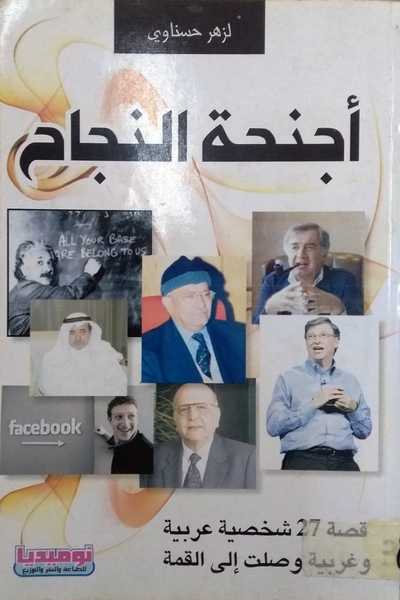 لزهر حسناوي
أجنحة النجاح
ALL YOUR BASE
ARE BELONG TO US
facebook
قصة 27 شخصية عربية
وغربية وصلت إلى القمة
نوميديا
للطباعة والنشر والتوزيع